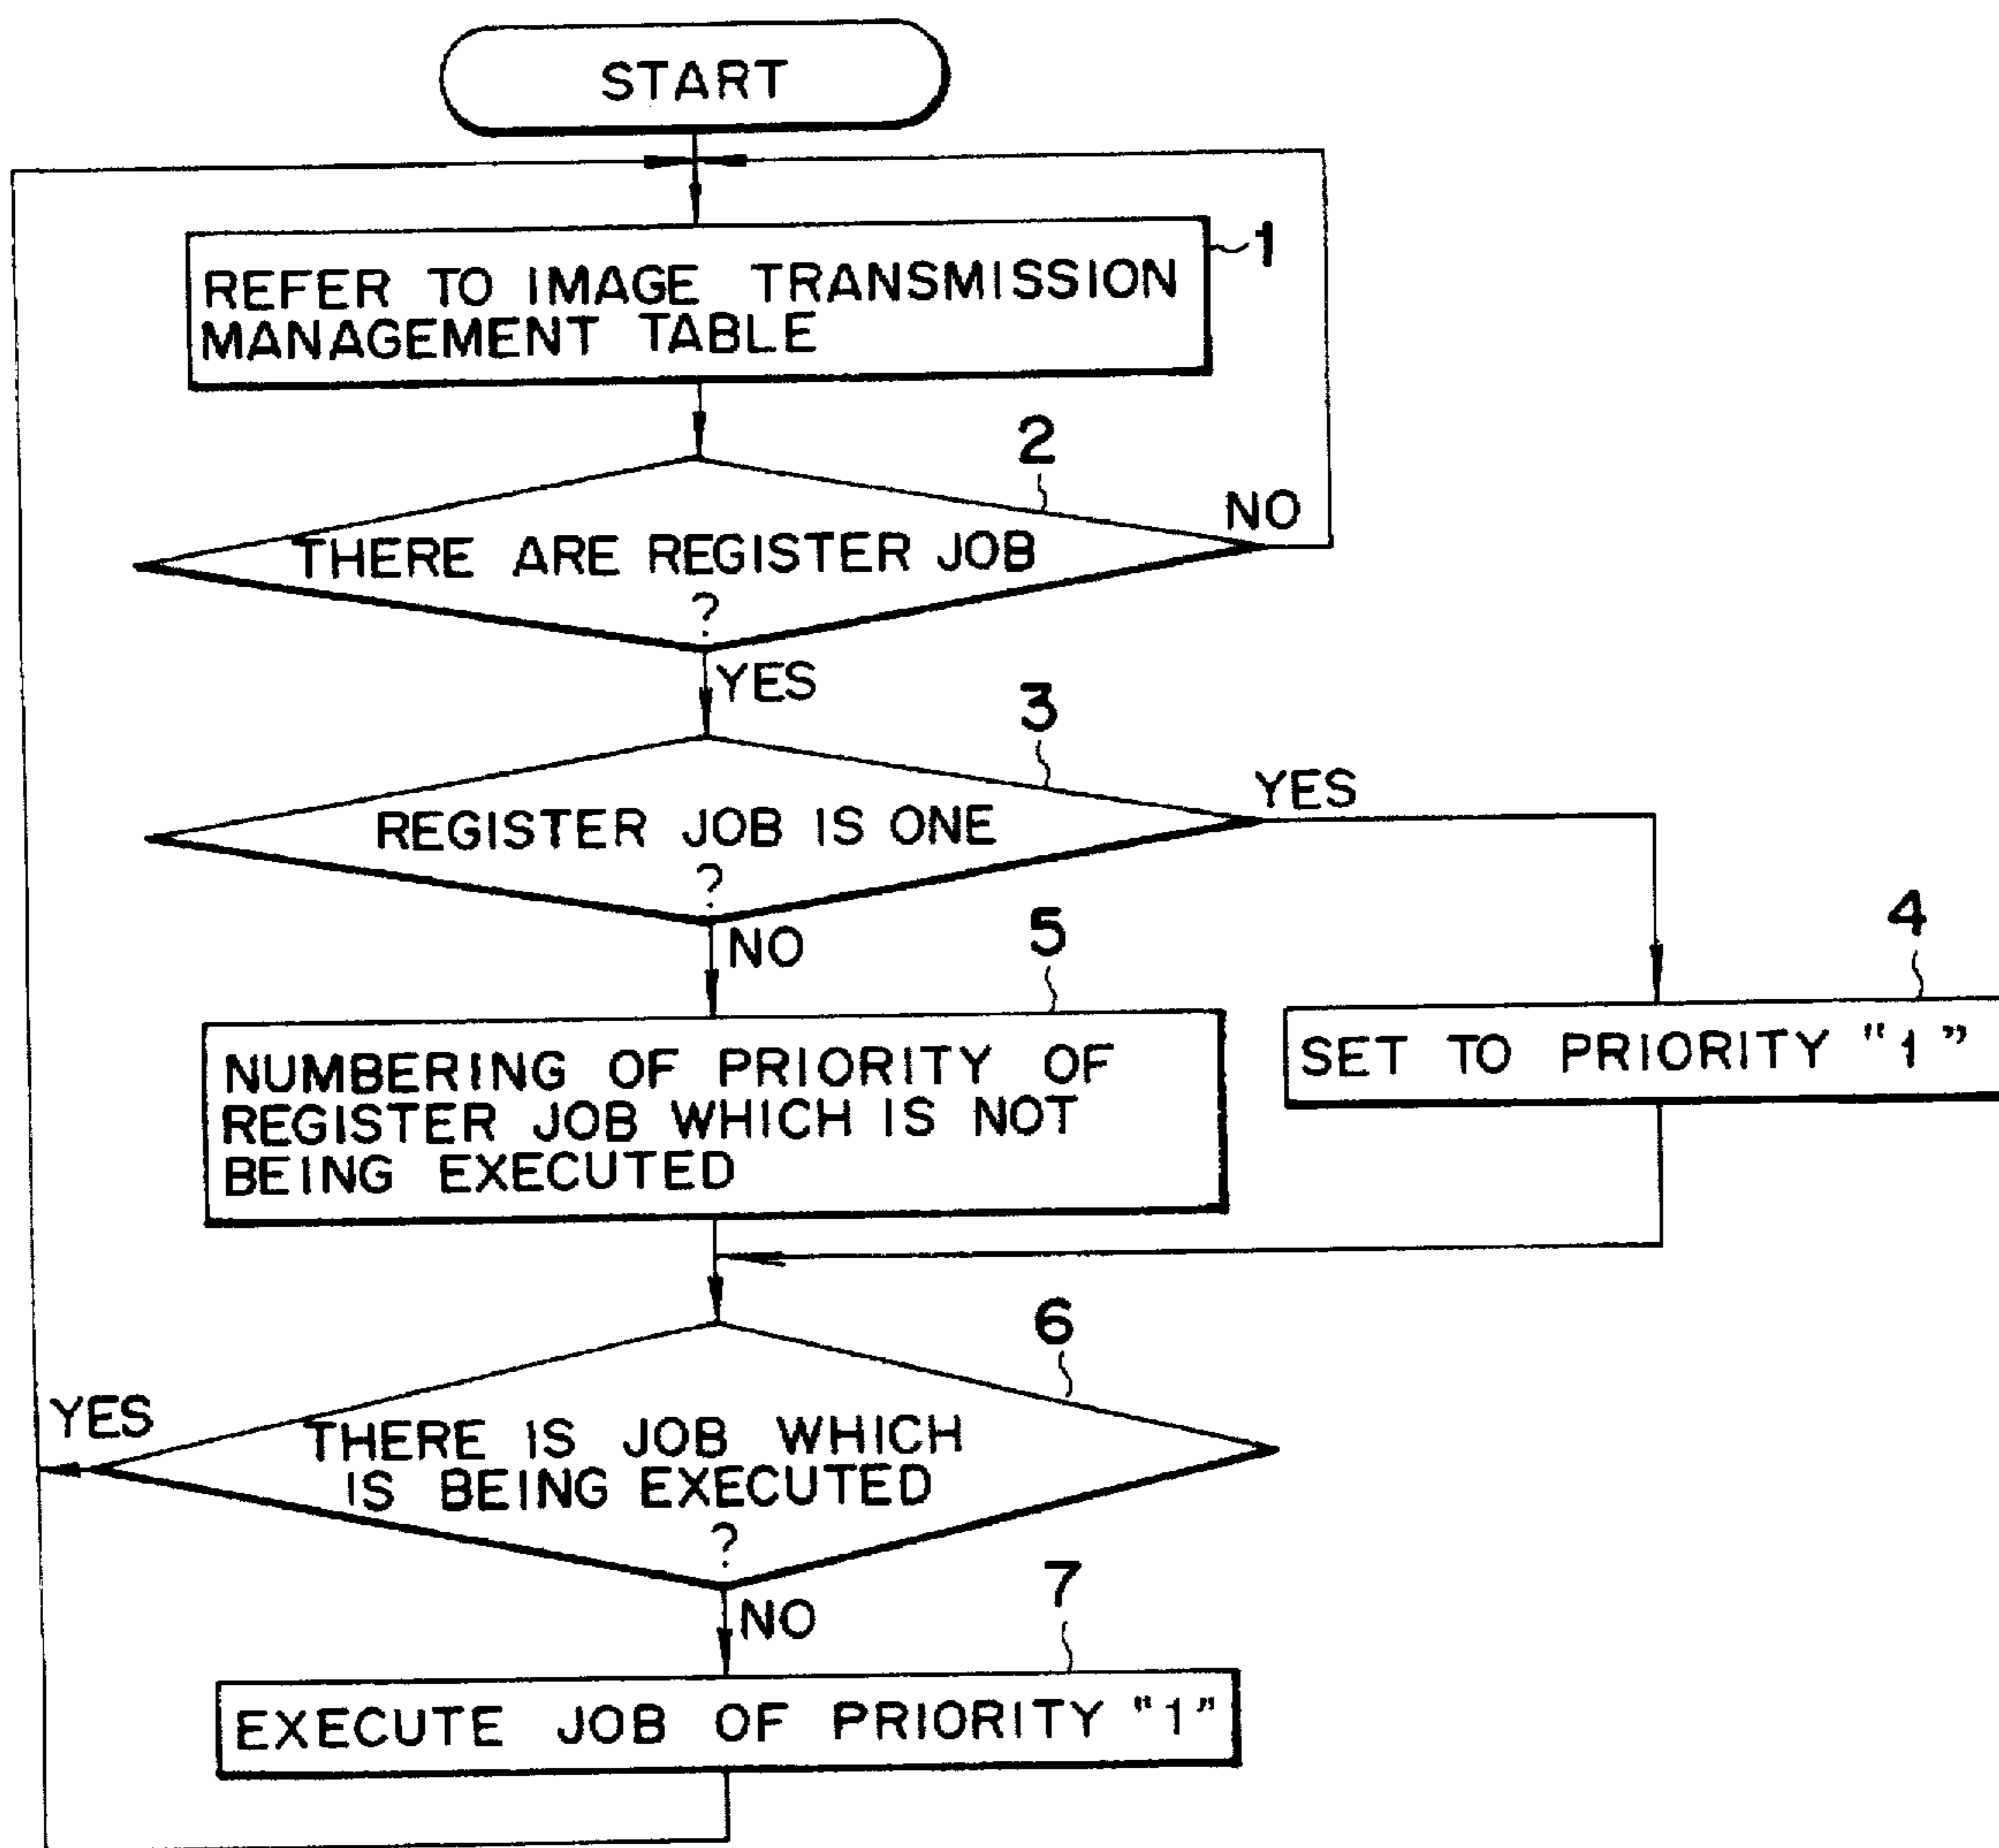 START
1
REFER TO IMAGE TRANSMISSION
MANAGEMENT TABLE
2
NO
THERE ARE REGISTER JOB
?
YES
3
YES
REGISTER JOB IS ONE
?
NO
5
4
NUMBERING OF PRIORITY OF
REGISTER JOB WHICH IS NOT
BEING EXECUTED
SET TO PRIORITY "1"
6
YES
THERE IS JOB WHICH
IS BEING EXECUTED
?
NO
7
EXECUTE JOB OF PRIORITY "1"